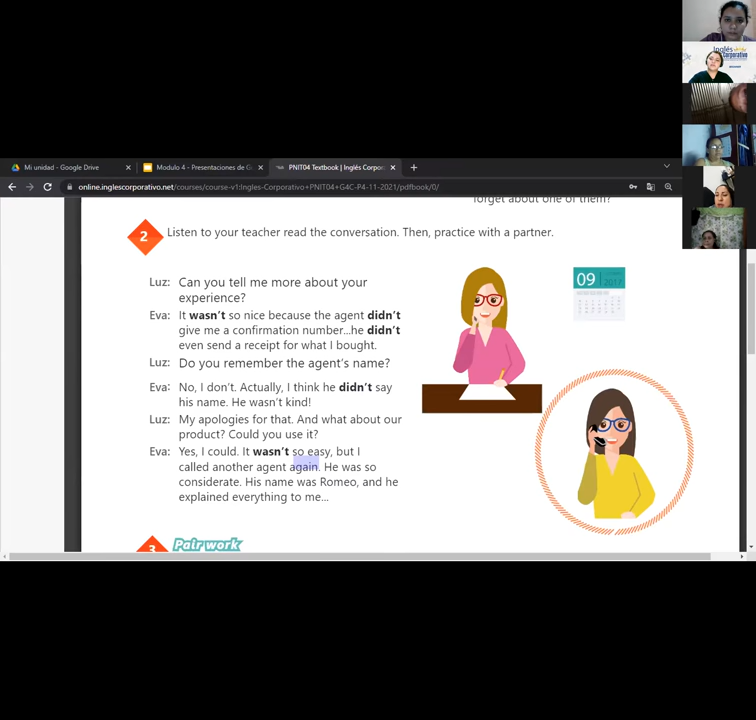 Inglés
Corporativo
Mi unidad - Google Drive
Modulo 4 - Presentaciones de G
PNIT04 Textbook | Inglés Corpor
online.inglescorporativo.net/courses/course-v1:Ingles-Corporativo+PNIT04+G4C-P4-11-2021/pdfbook/0/
forget about one of them?
2 Listen to your teacher read the conversation. Then, practice with a partner.
Luz: Can you tell me more about your
experience?
Eva: It wasn't so nice because the agent didn't
give me a confirmation number...he didn't
even send a receipt for what I bought.
Luz: Do you remember the agent's name?
Eva: No, I don't. Actually, I think he didn't say
his name. He wasn't kind!
Luz: My apologies for that. And what about our
product? Could you use it?
Eva: Yes, I could. It wasn't so easy, but I
called another agent again. He was so
considerate. His name was Romeo, and he
explained everything to me...
09
2017
3 Pair work